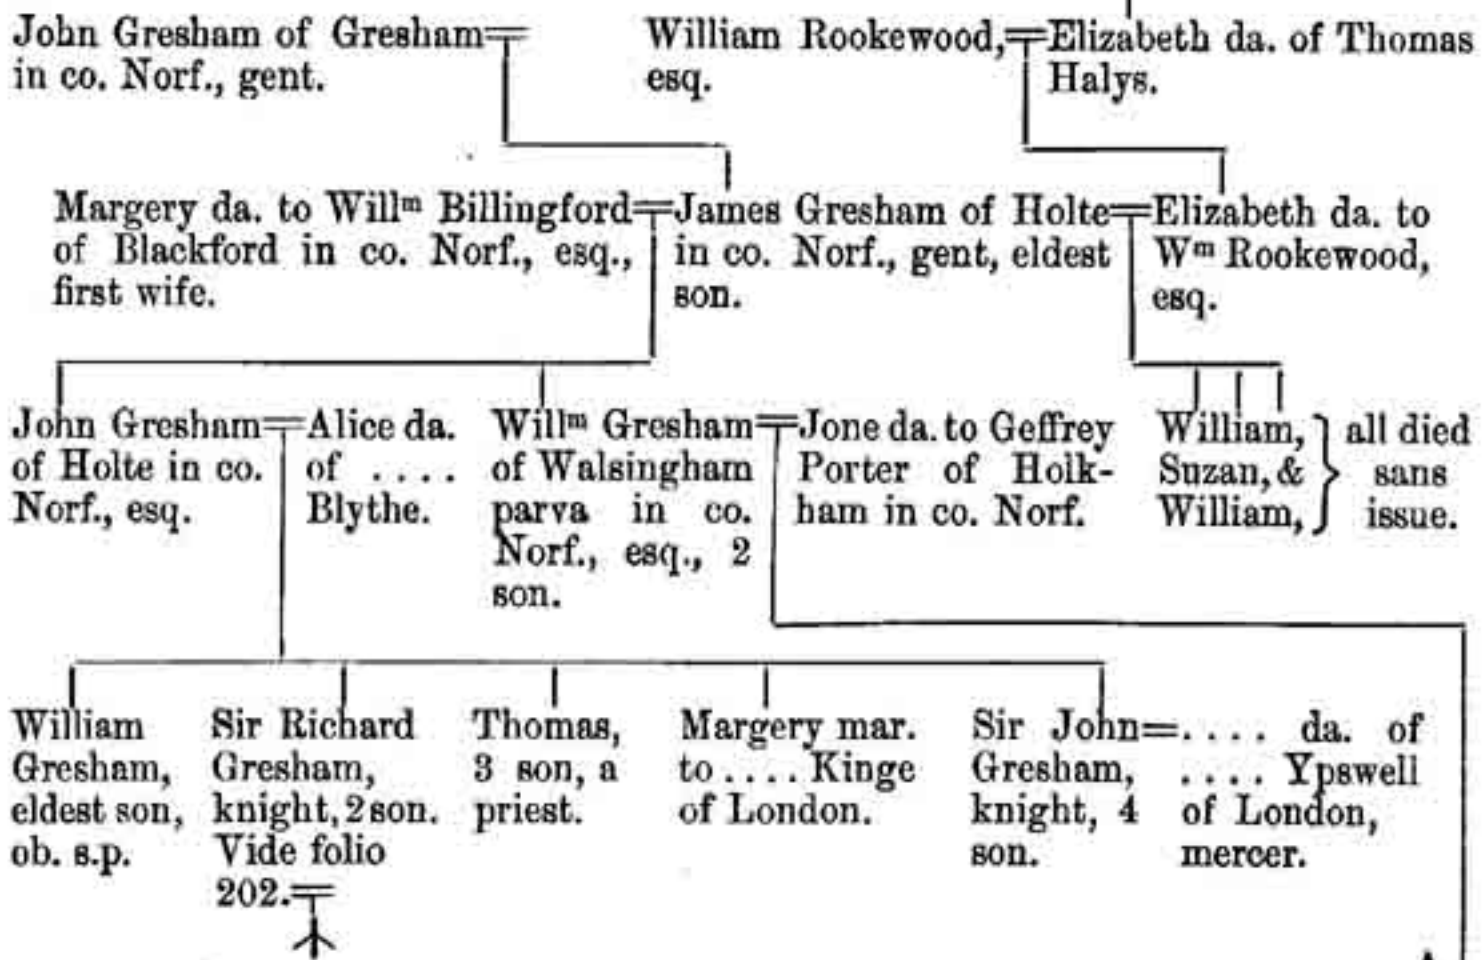 John Gresham of Gresham
in co. Norf., gent.
William Rookewood,
esq.
Elizabeth da. of Thomas
Halys.
Margery da. to Willᵐ Billingford
of Blackford in co. Norf., esq.,
first wife.
James Gresham of Holte
in co. Norf., gent, eldest
son.
Elizabeth da. to
Wᵐ Rookewood,
esq.
John Gresham
of Holte in co.
Norf., esq.
Alice da.
of ....
Blythe.
Willᵐ Gresham
of Walsingham
parva in co.
Norf., esq., 2
son.
Jone da. to Geffrey
Porter of Holk-
ham in co. Norf.
William,
Suzan, &
William,
all died
sans
issue.
William
Gresham,
eldest son,
ob. s.p.
Sir Richard
Gresham,
knight, 2 son.
Vide folio
202.
Thomas,
3 son, a
priest.
Margery mar.
to .... Kinge
of London.
Sir John
Gresham,
knight, 4
son.
.... da. of
.... Ypswell
of London,
mercer.